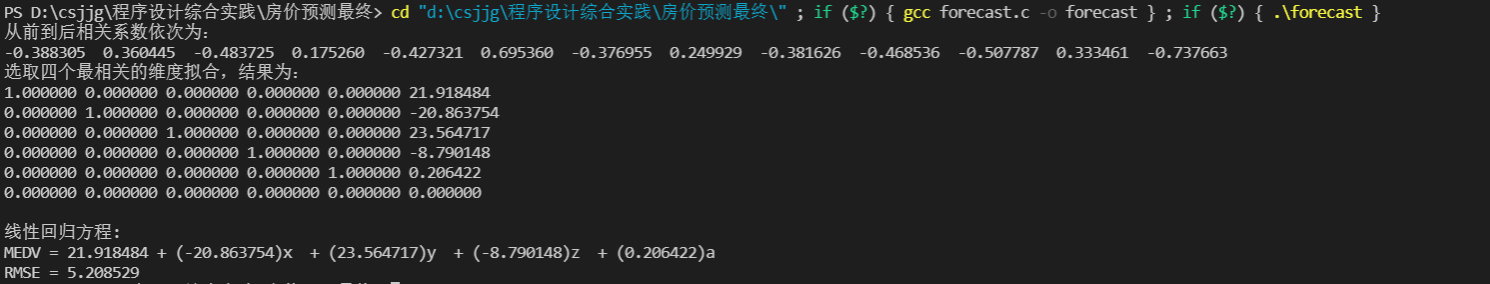 PS D:\csjjg\程序设计综合实践\房价预测最终> cd "d:\csjjg\程序设计综合实践\房价预测最终\" ; if ($?) { gcc forecast.c -o forecast } ; if ($?) { .\forecast }
从前到后相关系数依次为:
-0.388305 0.360445 -0.483725 0.175260 -0.427321 0.695360 -0.376955 0.249929 -0.381626 -0.468536 -0.507787 0.333461 -0.737663
选取四个最相关的维度拟合，结果为:
1.000000 0.000000 0.000000 0.000000 0.000000 21.918484
0.000000 1.000000 0.000000 0.000000 0.000000 -20.863754
0.000000 0.000000 1.000000 0.000000 0.000000 23.564717
0.000000 0.000000 0.000000 1.000000 0.000000 -8.790148
0.000000 0.000000 0.000000 0.000000 1.000000 0.206422
0.000000 0.000000 0.000000 0.000000 0.000000 0.000000
线性回归方程:
MEDV = 21.918484 + (-20.863754)x + (23.564717)y + (-8.790148)z + (0.206422)a
RMSE = 5.208529